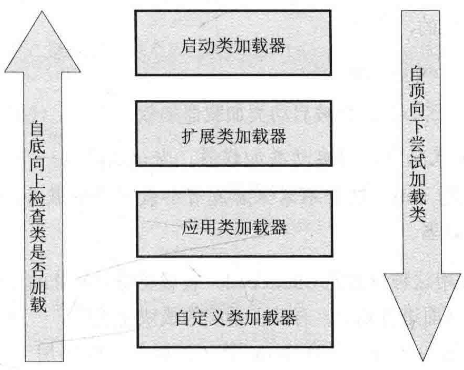 启动类加载器
扩展类加载器
应用类加载器
自定义类加载器
自底向上检查类是否加载
自顶向下尝试加载类